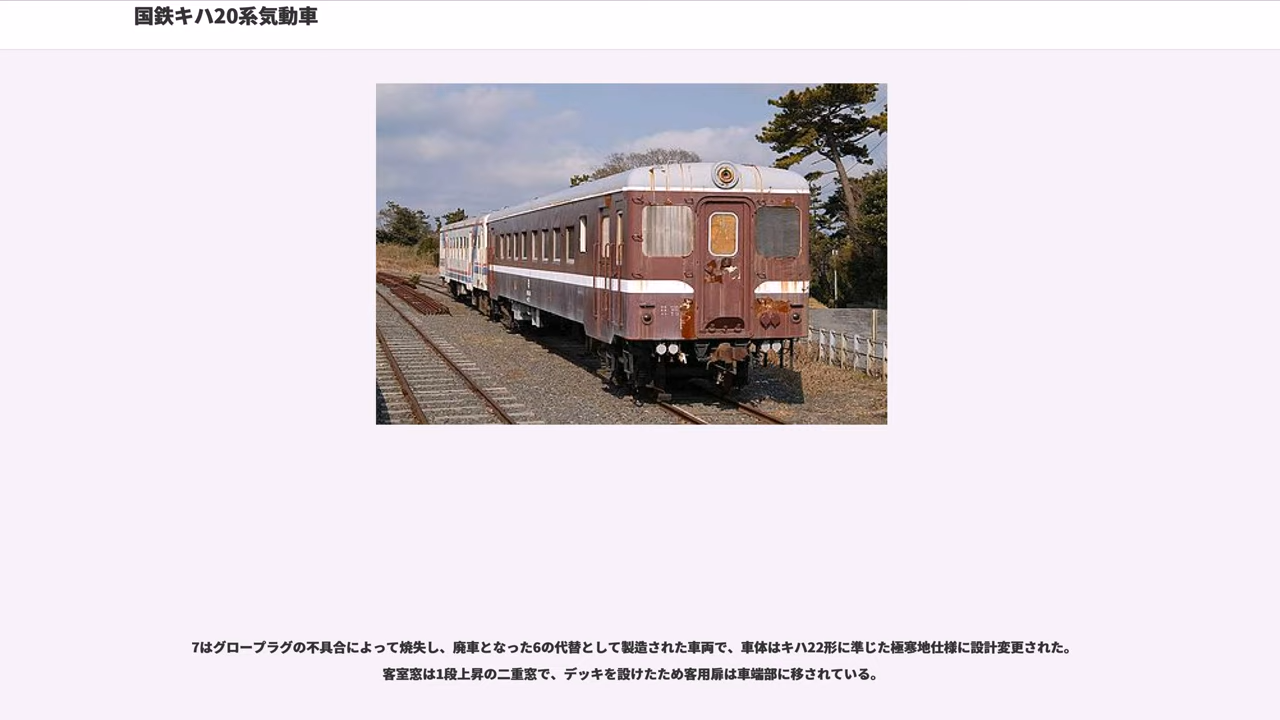 国鉄キハ20系気動車
7はグロープラグの不具合によって焼失し、廃車となった6の代替として製造された車両で、車体はキハ22形に準じた極寒地仕様に設計変更された。
客室窓は1段上昇の二重窓で、デッキを設けたため客用扉は車端部に移されている。